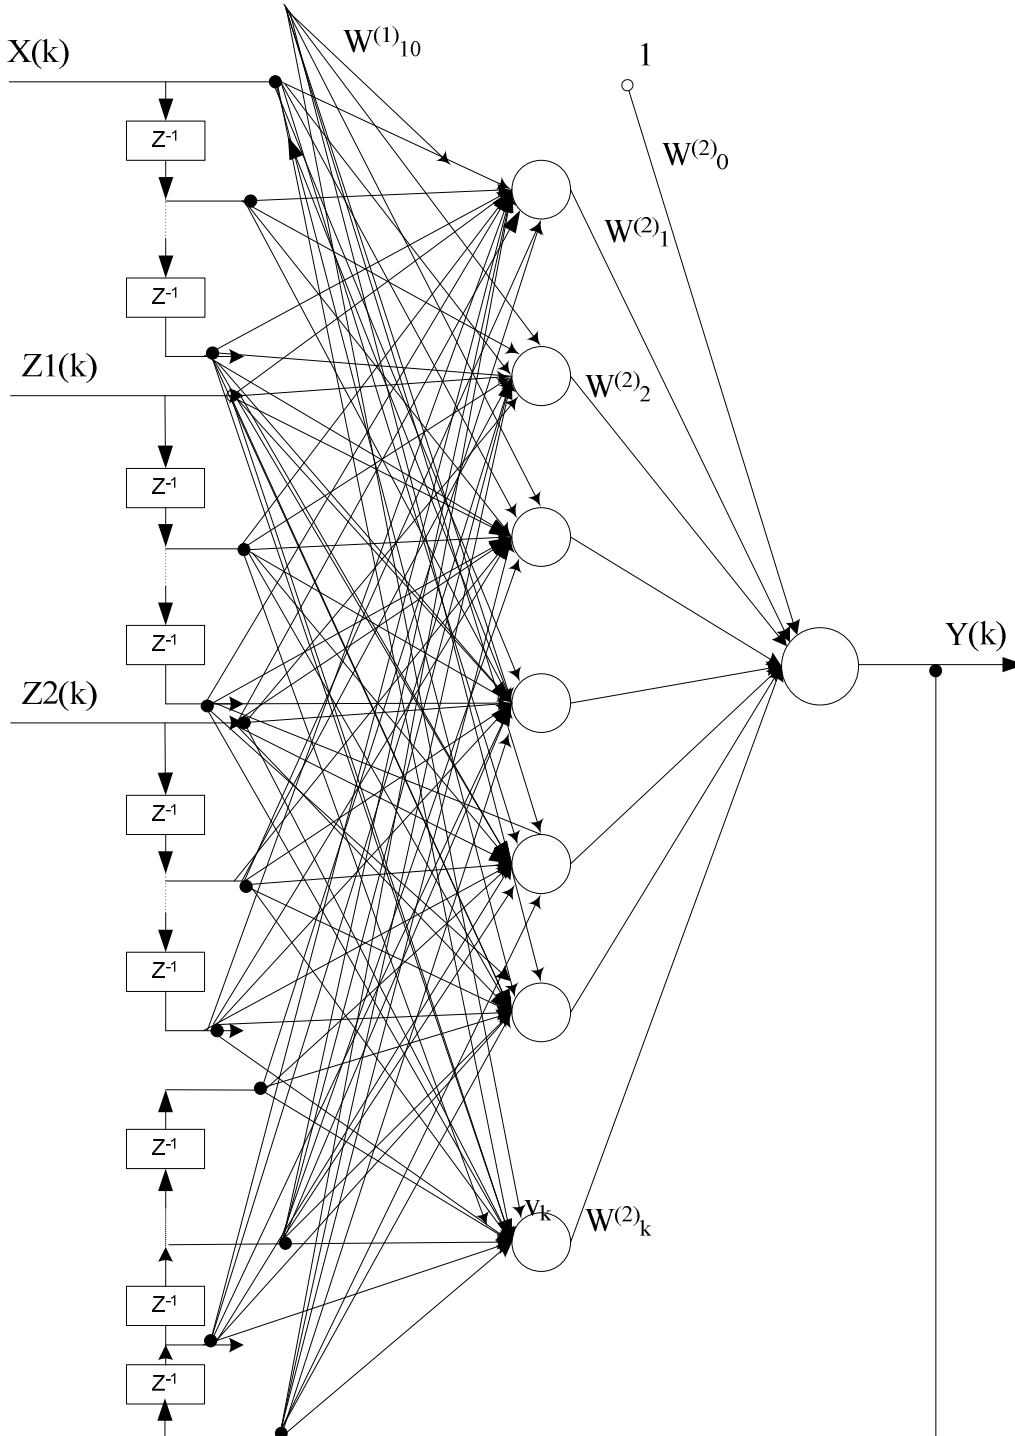 W⁽¹⁾₁₀
X(k)
1
Z⁻¹
W⁽²⁾₀
W⁽²⁾₁
Z⁻¹
Z1(k)
W⁽²⁾₂
Z⁻¹
Z⁻¹
Y(k)
Z2(k)
Z⁻¹
Z⁻¹
Z⁻¹
vₖ
W⁽²⁾ₖ
Z⁻¹
Z⁻¹